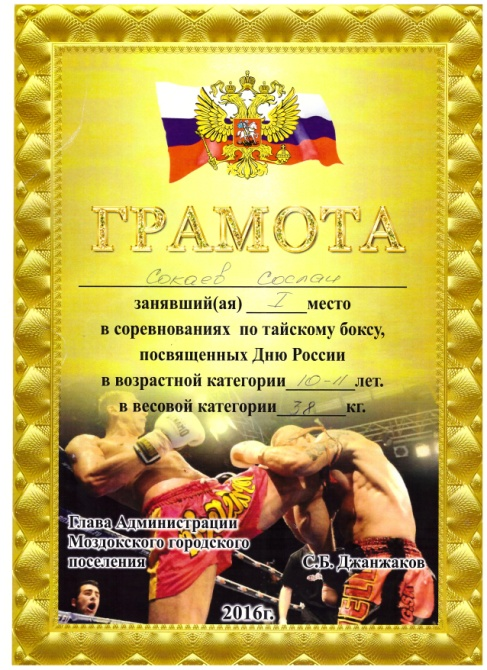 ГРАМОТА
Сокаев Сослан
занявший(ая) I место
в соревнованиях по тайскому боксу,
посвященных Дню России
в возрастной категории 10-11 лет.
в весовой категории 38 кг.
Глава Администрации
Моздокского городского
поселения
С.Б. Джанжаков
2016г.